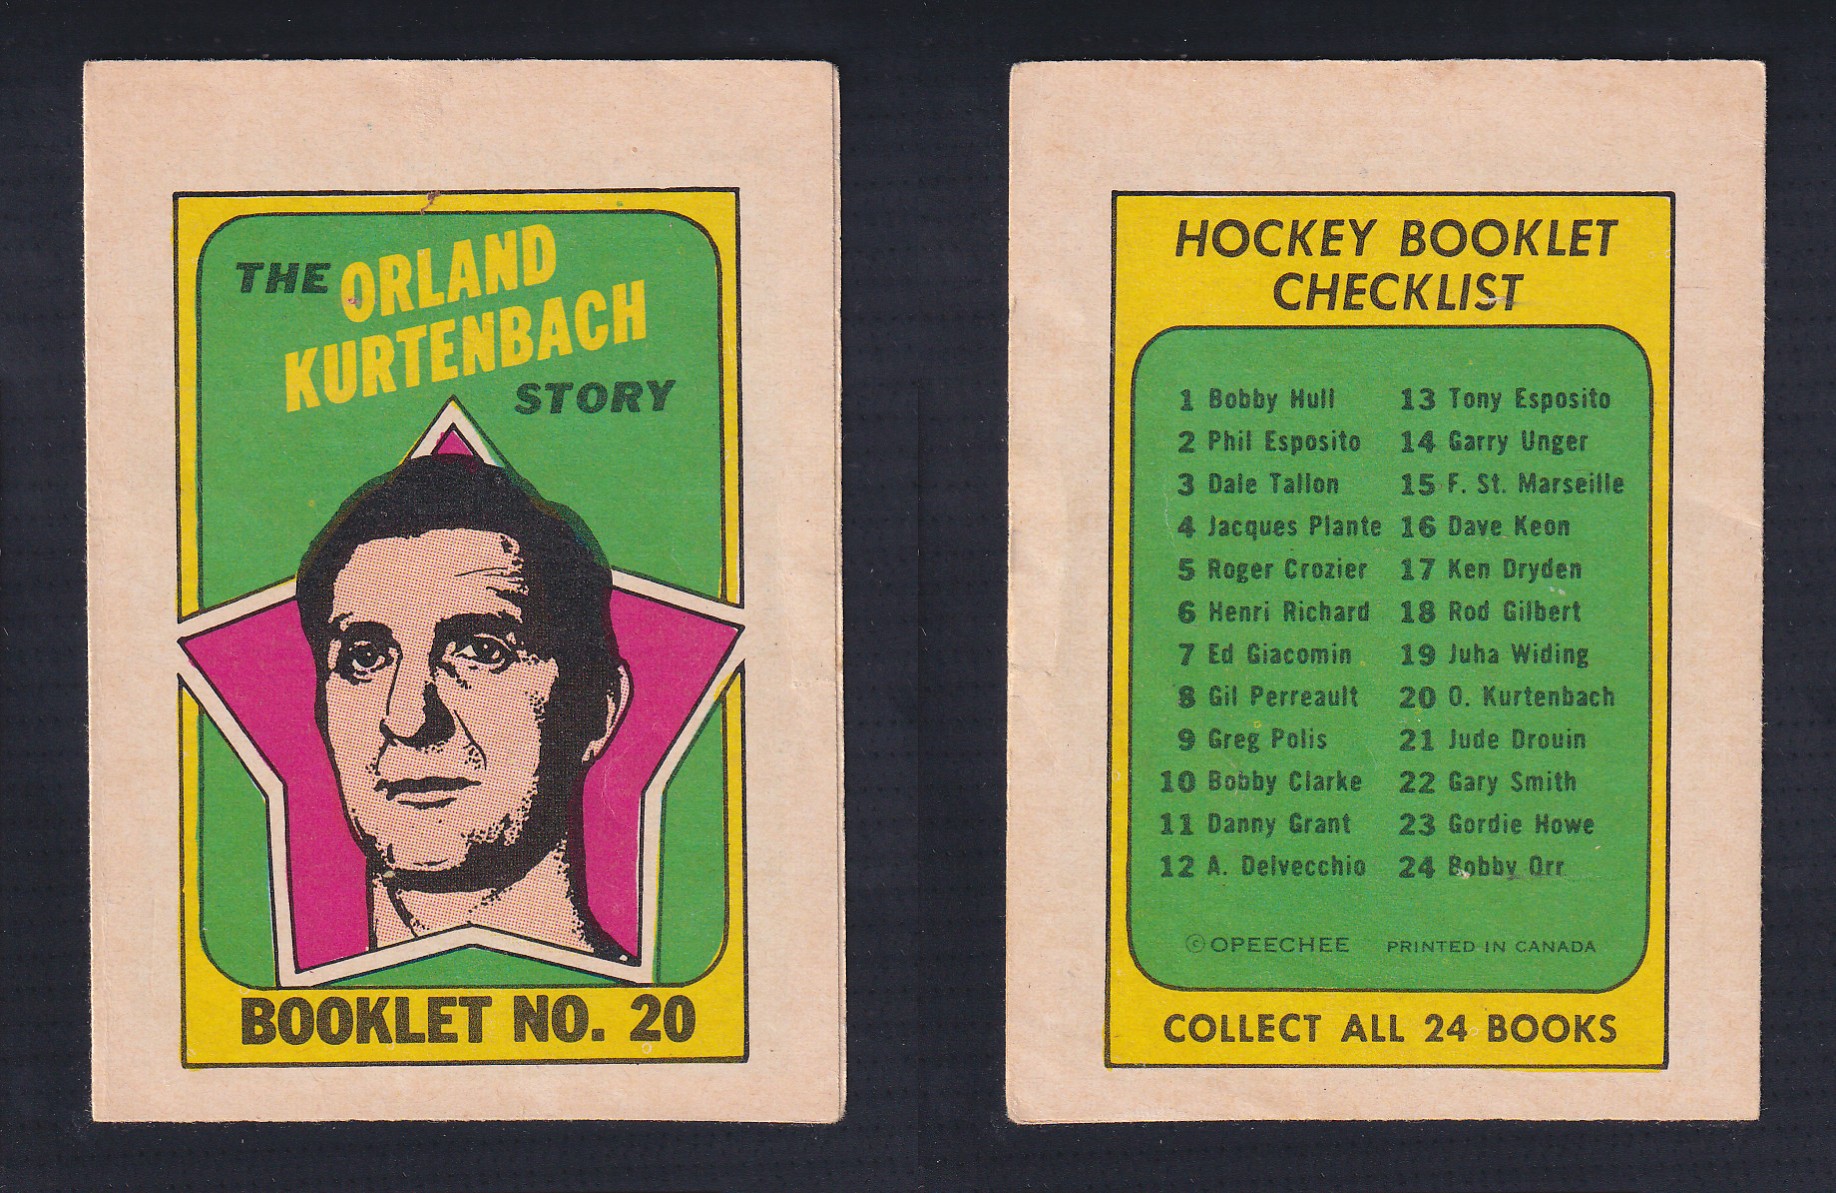 THE ORLAND
KURTENBACH
STORY
BOOKLET NO. 20
HOCKEY BOOKLET
CHECKLIST
1 Bobby Hull
2 Phil Esposito
3 Dale Tallon
4 Jacques Plante
5 Roger Crozier
6 Henri Richard
7 Ed Giacomin
8 Gil Perreault
9 Greg Polis
10 Bobby Clarke
11 Danny Grant
12 A. Delvecchio
13 Tony Esposito
14 Garry Unger
15 F. St. Marseille
16 Dave Keon
17 Ken Dryden
18 Rod Gilbert
19 Juha Widing
20 O. Kurtenbach
21 Jude Drouin
22 Gary Smith
23 Gordie Howe
24 Bobby Orr
© OPEECHEE PRINTED IN CANADA
COLLECT ALL 24 BOOKS